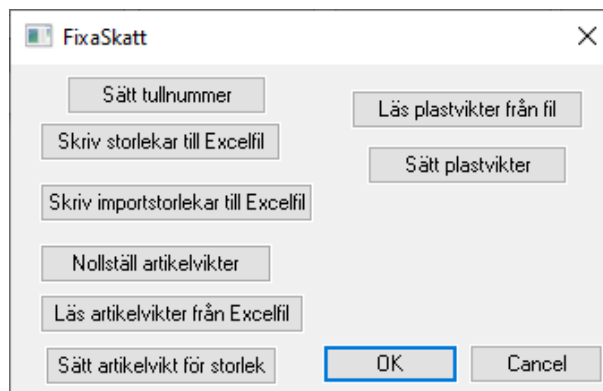 FixaSkatt
Sätt tullnummer
Skriv storlekar till Excelfil
Skriv importstorlekar till Excelfil
Nollställ artikelvikter
Läs artikelvikter från Excelfil
Sätt artikelvikt för storlek
Läs plastvikter från fil
Sätt plastvikter
OK
Cancel